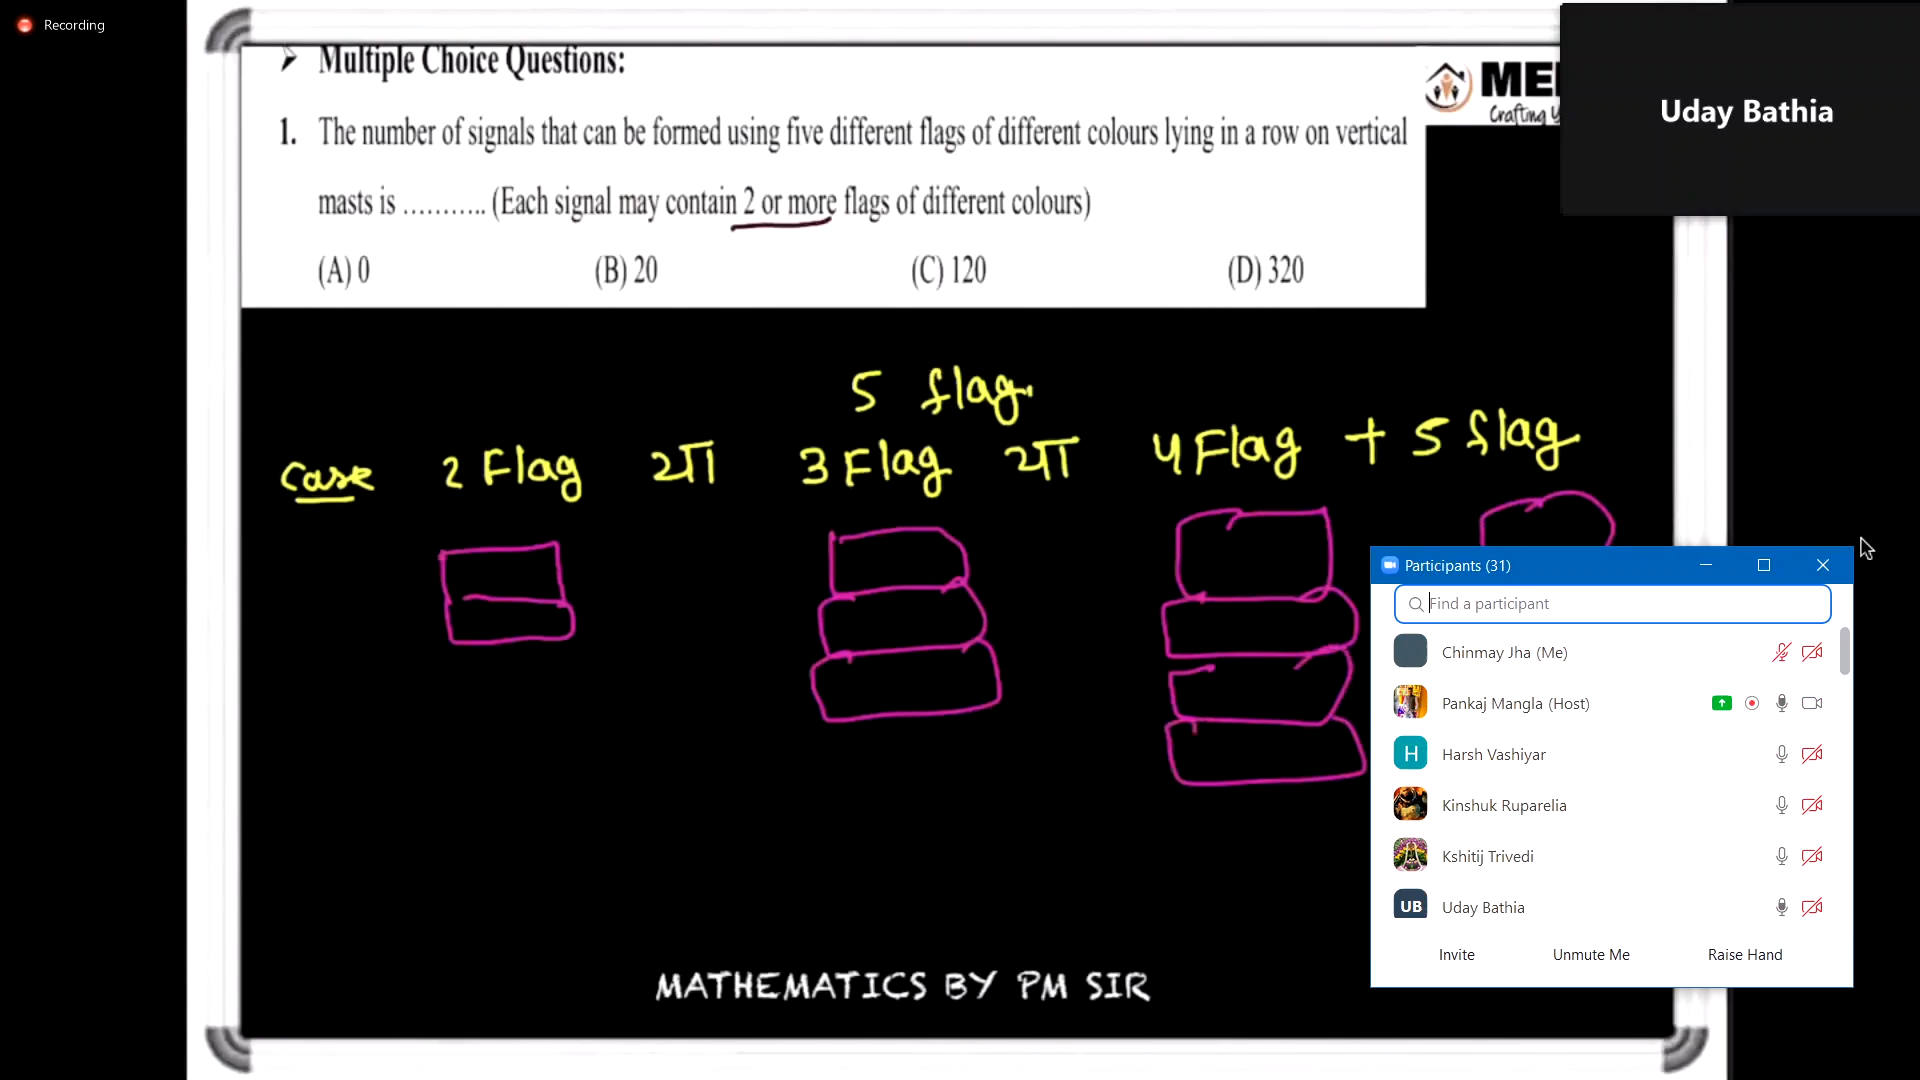 Recording
Multiple Choice Questions:
Uday Bathia
1. The number of signals that can be formed using five different flags of different colours lying in a row on vertical
masts is ……….. (Each signal may contain 2 or more flags of different colours)
(A) 0 (B) 20 (C) 120 (D) 320
5 flag.
case 2 Flag या 3 Flag या 4 Flag + 5 flag
Participants (31)
Find a participant
Chinmay Jha (Me)
Pankaj Mangla (Host)
H Harsh Vashiyar
Kinshuk Ruparelia
Kshitij Trivedi
UB Uday Bathia
Invite Unmute Me Raise Hand
MATHEMATICS BY PM SIR